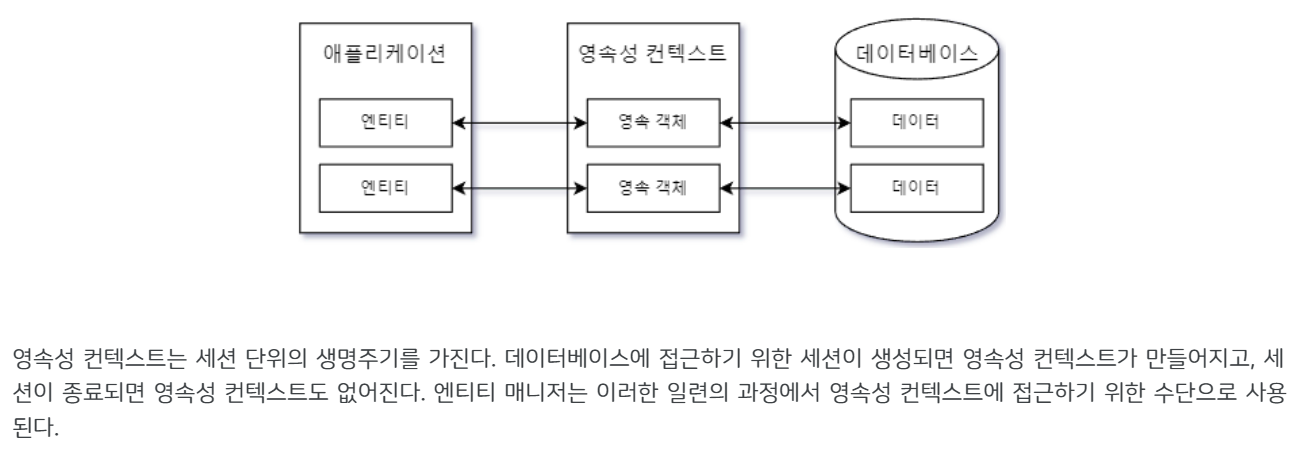 애플리케이션
영속성 컨텍스트
데이터베이스
엔티티
영속 객체
데이터
엔티티
영속 객체
데이터
영속성 컨텍스트는 세션 단위의 생명주기를 가진다. 데이터베이스에 접근하기 위한 세션이 생성되면 영속성 컨텍스트가 만들어지고, 세
션이 종료되면 영속성 컨텍스트도 없어진다. 엔티티 매니저는 이러한 일련의 과정에서 영속성 컨텍스트에 접근하기 위한 수단으로 사용
된다.